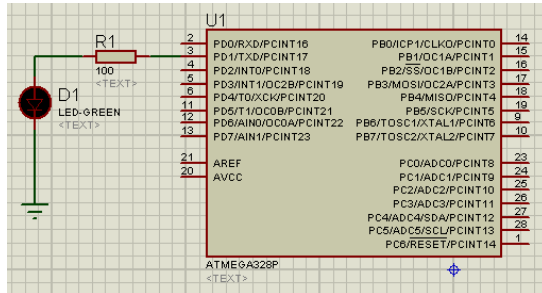 U1
R1
100
<TEXT>
D1
LED-GREEN
<TEXT>
2 PD0/RXD/PCINT16 PB0/ICP1/CLKO/PCINT0 14
3 PD1/TXD/PCINT17 PB1/OC1A/PCINT1 15
4 PD2/INT0/PCINT18 PB2/SS/OC1B/PCINT2 16
5 PD3/INT1/OC2B/PCINT19 PB3/MOSI/OC2A/PCINT3 17
6 PD4/T0/XCK/PCINT20 PB4/MISO/PCINT4 18
11 PD5/T1/OC0B/PCINT21 PB5/SCK/PCINT5 19
12 PD6/AIN0/OC0A/PCINT22 PB6/TOSC1/XTAL1/PCINT6 9
13 PD7/AIN1/PCINT23 PB7/TOSC2/XTAL2/PCINT7 10
21 AREF PC0/ADC0/PCINT8 23
20 AVCC PC1/ADC1/PCINT9 24
PC2/ADC2/PCINT10 25
PC3/ADC3/PCINT11 26
PC4/ADC4/SDA/PCINT12 27
PC5/ADC5/SCL/PCINT13 28
PC6/RESET/PCINT14 1
ATMEGA328P
<TEXT>